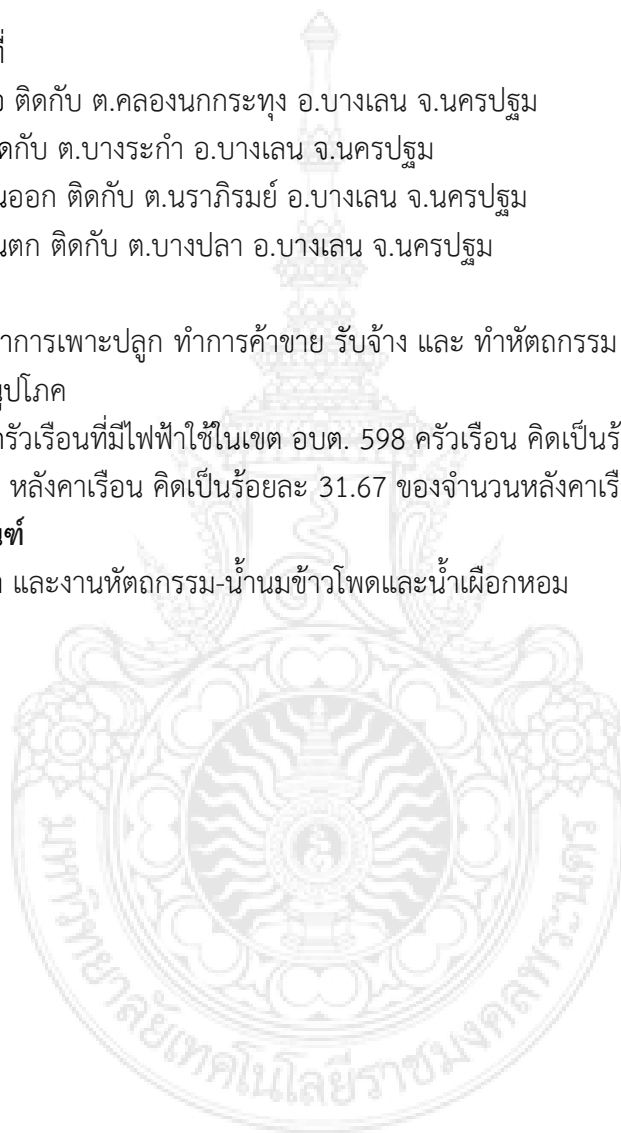 ที่
อ ติดกับ ต.คลองนกกระทุง อ.บางเลน จ.นครปฐม
ดกับ ต.บางระกำ อ.บางเลน จ.นครปฐม
นออก ติดกับ ต.นราภิรมย์ อ.บางเลน จ.นครปฐม
นตก ติดกับ ต.บางปลา อ.บางเลน จ.นครปฐม
าการเพาะปลูก ทำการค้าขาย รับจ้าง และ ทำหัตถกรรม
ุปโภค
ครัวเรือนที่มีไฟฟ้าใช้ในเขต อบต. 598 ครัวเรือน คิดเป็นร้
หลังคาเรือน คิดเป็นร้อยละ 31.67 ของจำนวนหลังคาเรื
ฑ์
และงานหัตถกรรม-น้ำนมข้าวโพดและน้ำเผือกหอม
มหาวิทยาลัยเทคโนโลยีราชมงคลพระนคร